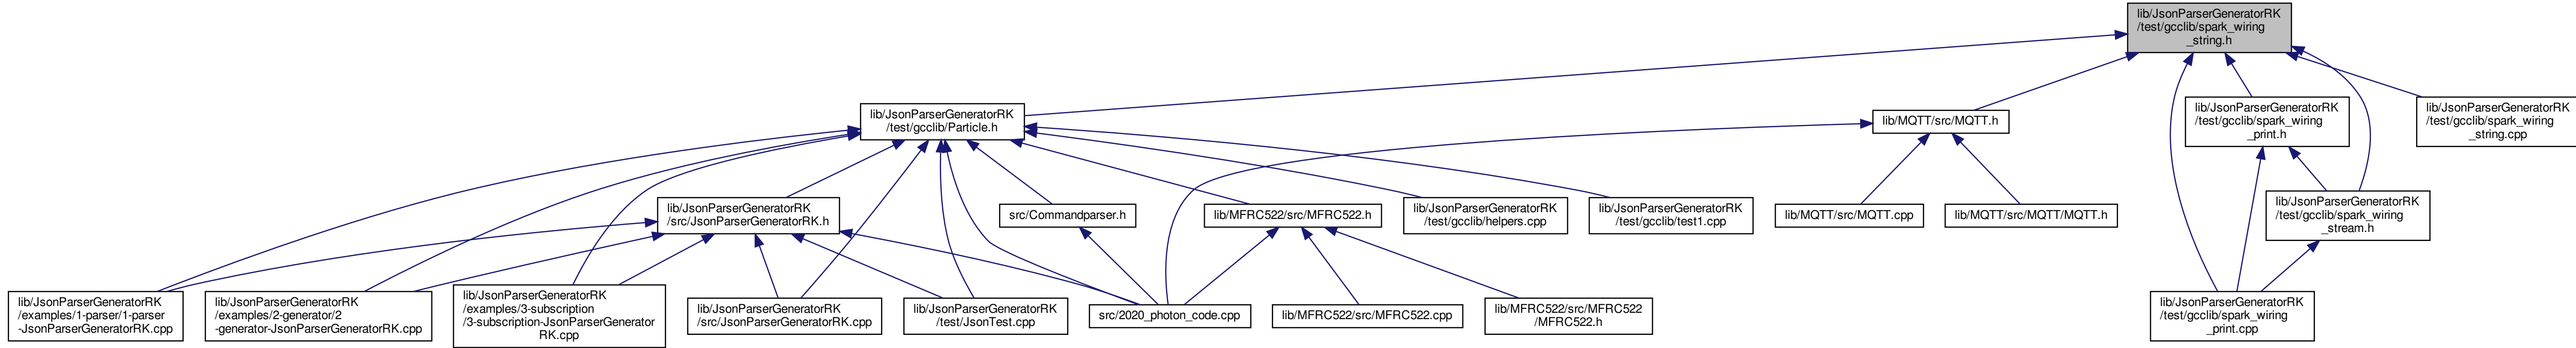 lib/JsonParserGeneratorRK
/test/gcclib/spark_wiring
_string.h
lib/JsonParserGeneratorRK
/test/gcclib/Particle.h
lib/MQTT/src/MQTT.h
lib/JsonParserGeneratorRK
/test/gcclib/spark_wiring
_print.h
lib/JsonParserGeneratorRK
/test/gcclib/spark_wiring
_string.cpp
lib/JsonParserGeneratorRK
/src/JsonParserGeneratorRK.h
src/Commandparser.h
lib/MFRC522/src/MFRC522.h
lib/JsonParserGeneratorRK
/test/gcclib/helpers.cpp
lib/JsonParserGeneratorRK
/test/gcclib/test1.cpp
lib/MQTT/src/MQTT.cpp
lib/MQTT/src/MQTT/MQTT.h
lib/JsonParserGeneratorRK
/test/gcclib/spark_wiring
_stream.h
lib/JsonParserGeneratorRK
/examples/1-parser/1-parser
-JsonParserGeneratorRK.cpp
lib/JsonParserGeneratorRK
/examples/2-generator/2
-generator-JsonParserGeneratorRK.cpp
lib/JsonParserGeneratorRK
/examples/3-subscription
/3-subscription-JsonParserGenerator
RK.cpp
lib/JsonParserGeneratorRK
/src/JsonParserGeneratorRK.cpp
lib/JsonParserGeneratorRK
/test/JsonTest.cpp
src/2020_photon_code.cpp
lib/MFRC522/src/MFRC522.cpp
lib/MFRC522/src/MFRC522
/MFRC522.h
lib/JsonParserGeneratorRK
/test/gcclib/spark_wiring
_print.cpp